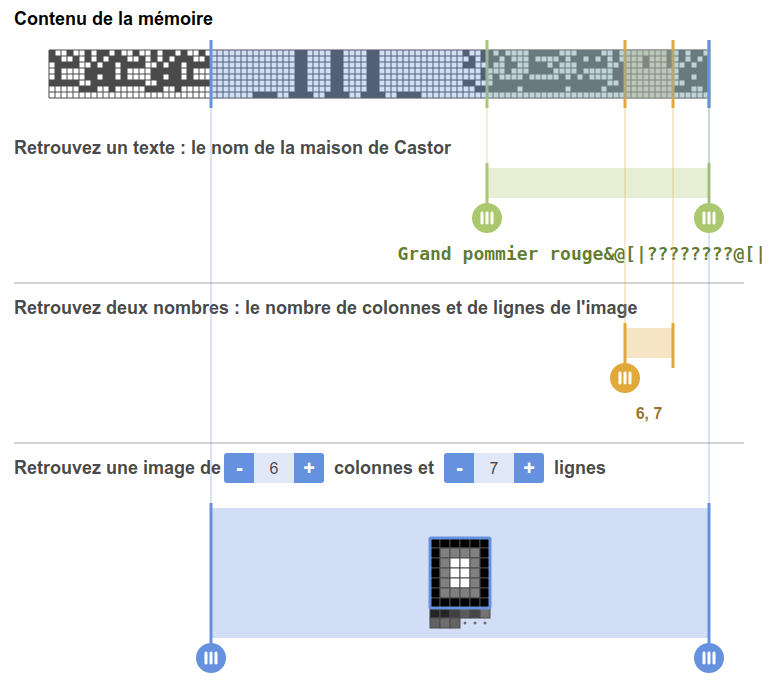 Contenu de la mémoire
Retrouvez un texte : le nom de la maison de Castor
Grand pommier rouge&@[|????????@[|
Retrouvez deux nombres : le nombre de colonnes et de lignes de l'image
6, 7
Retrouvez une image de - 6 + colonnes et - 7 + lignes